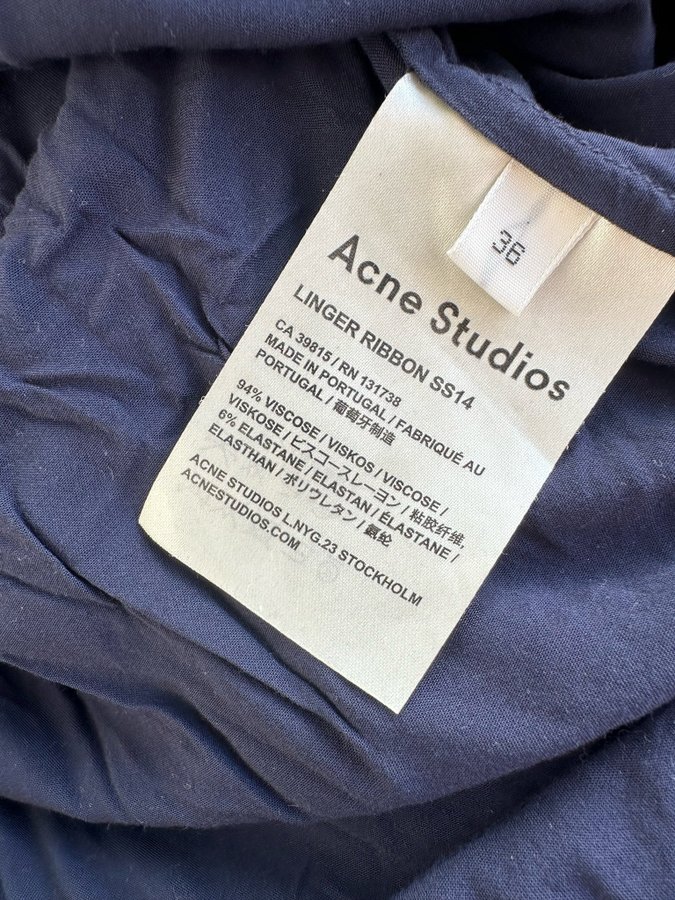 36
Acne Studios
LINGER RIBBON SS14
CA 39815 / RN 131738
MADE IN PORTUGAL / FABRIQUÉ AU
PORTUGAL / 葡萄牙制造
94% VISCOSE / VISKOS / VISCOSE /
VISKOSE / ビスコースレーヨン / 粘胶纤维,
6% ELASTANE / ELASTAN / ÉLASTANE /
ELASTHAN / ポリウレタン / 氨纶
ACNE STUDIOS L.NYG.23 STOCKHOLM
ACNESTUDIOS.COM